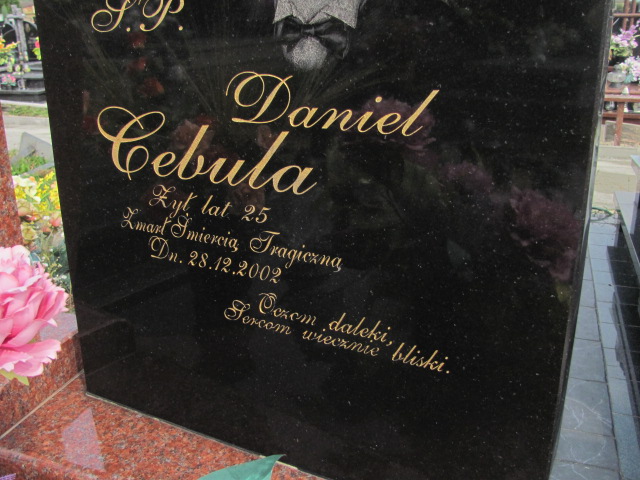 Ś.P.
Daniel
Cebula
Żył lat 25
Zmarł Śmiercią Tragiczną
Dn. 28.12.2002
Oczom daleki,
Sercom wiecznie bliski.